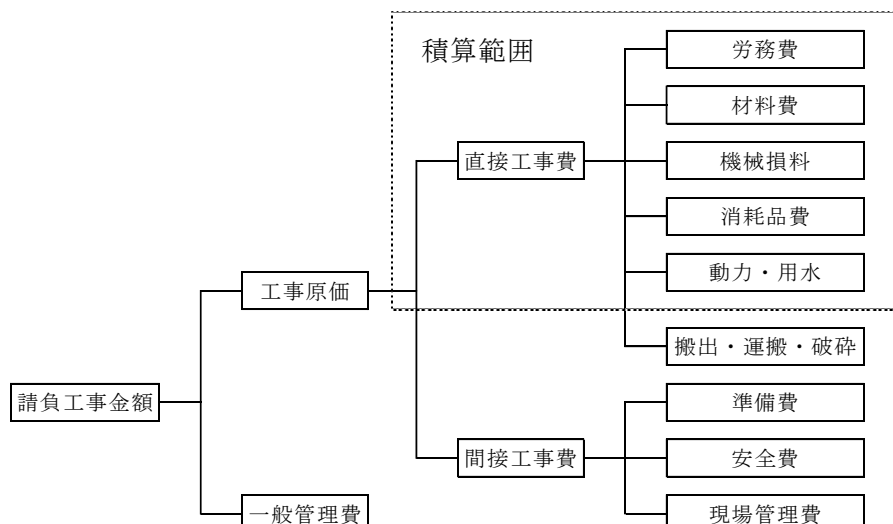 積算範囲
労務費
材料費
直接工事費
機械損料
消耗品費
工事原価
動力・用水
搬出・運搬・破砕
請負工事金額
準備費
間接工事費
安全費
一般管理費
現場管理費